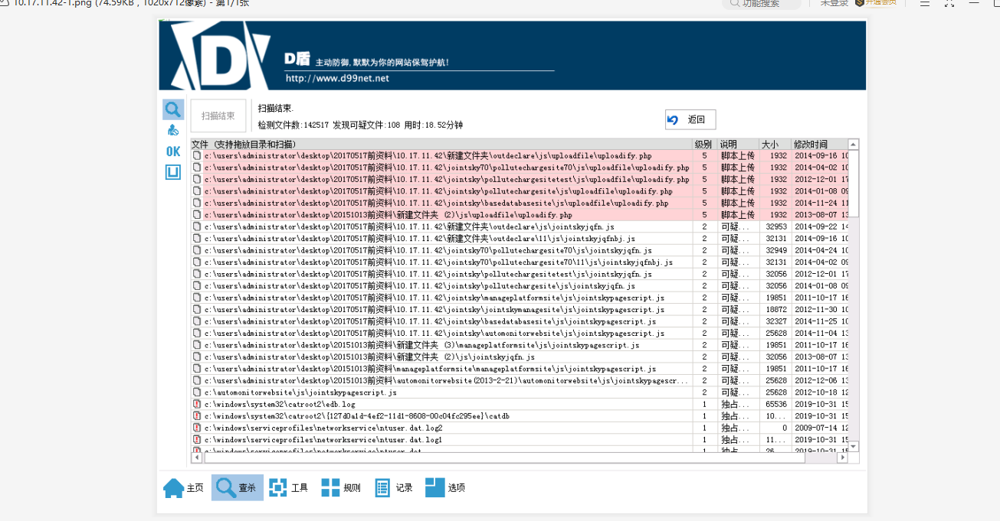 10.17.11.42-1.png (74.59KB , 1020x712像素) - 第1/1张
功能搜索
未登录
开通会员
D盾 主动防御,默默为你的网站保驾护航!
http://www.d99net.net
扫描结束
扫描结束.
检测文件数:142517 发现可疑文件:108 用时:18.52分钟
返回
OK
文件 (支持拖放目录和扫描) 级别 说明 大小 修改时间
c:\users\administrator\desktop\20170517前资料\10.17.11.42\新建文件夹\outdeclare\js\uploadfile\uploadify.php 5 脚本上传 1932 2014-09-16 10
c:\users\administrator\desktop\20170517前资料\10.17.11.42\jointsky70\pollutechargesite70\js\uploadfile\uploadify.php 5 脚本上传 1932 2014-04-02 10
c:\users\administrator\desktop\20170517前资料\10.17.11.42\jointsky\pollutechargesitetest\js\uploadfile\uploadify.php 5 脚本上传 1932 2012-12-01 17
c:\users\administrator\desktop\20170517前资料\10.17.11.42\jointsky\pollutechargesite\js\uploadfile\uploadify.php 5 脚本上传 1932 2014-01-08 09
c:\users\administrator\desktop\20170517前资料\10.17.11.42\jointsky\basedatabasesite\js\uploadfile\uploadify.php 5 脚本上传 1932 2014-11-24 11
c:\users\administrator\desktop\20151013前资料\新建文件夹 (2)\js\uploadfile\uploadify.php 5 脚本上传 1932 2013-08-07 13
c:\users\administrator\desktop\20170517前资料\10.17.11.42\新建文件夹\outdeclare\js\jointskyjqfn.js 2 可疑... 32953 2014-09-22 14
c:\users\administrator\desktop\20170517前资料\10.17.11.42\新建文件夹\outdeclare\11\js\jointskyjqfnbj.js 2 可疑... 32131 2014-09-16 10
c:\users\administrator\desktop\20170517前资料\10.17.11.42\jointsky70\pollutechargesite70\js\jointskyjqfn.js 2 可疑... 32949 2014-04-24 10
c:\users\administrator\desktop\20170517前资料\10.17.11.42\jointsky70\pollutechargesite70\11\js\jointskyjqfnbj.js 2 可疑... 32131 2014-04-02 09
c:\users\administrator\desktop\20170517前资料\10.17.11.42\jointsky\pollutechargesitetest\js\jointskyjqfn.js 2 可疑... 32056 2012-12-01 17
c:\users\administrator\desktop\20170517前资料\10.17.11.42\jointsky\pollutechargesite\js\jointskyjqfn.js 2 可疑... 32056 2014-01-08 09
c:\users\administrator\desktop\20170517前资料\10.17.11.42\jointsky\manageplatformsite\js\jointskypagescript.js 2 可疑... 19851 2011-10-17 16
c:\users\administrator\desktop\20170517前资料\10.17.11.42\jointsky\jointskymanagesite\js\jointskypagescript.js 2 可疑... 18872 2012-11-30 10
c:\users\administrator\desktop\20170517前资料\10.17.11.42\jointsky\basedatabasesite\js\jointskypagescript.js 2 可疑... 32327 2014-11-25 10
c:\users\administrator\desktop\20170517前资料\10.17.11.42\jointsky\automonitorwebsite\js\jointskypagescript.js 2 可疑... 25628 2014-11-04 13
c:\users\administrator\desktop\20151013前资料\新建文件夹 (3)\manageplatformsite\js\jointskypagescript.js 2 可疑... 19851 2011-10-17 16
c:\users\administrator\desktop\20151013前资料\新建文件夹 (2)\js\jointskyjqfn.js 2 可疑... 32056 2013-08-07 13
c:\users\administrator\desktop\20151013前资料\manageplatformsite\manageplatformsite\js\jointskypagescript.js 2 可疑... 19851 2011-10-17 16
c:\users\administrator\desktop\20151013前资料\automonitorwebsite(2013-2-21)\automonitorwebsite\js\jointskypagescr... 2 可疑... 25628 2012-12-06 13
c:\automonitorwebsite\js\jointskypagescript.js 2 可疑... 25628 2012-10-18 12
c:\windows\system32\catroot2\edb.log 1 独占... 65536 2019-10-31 15
c:\windows\system32\catroot2\{127d0a1d-4ef2-11d1-8608-00c04fc295ee}\catdb 1 独占... 10... 2019-10-31 15
c:\windows\serviceprofiles\networkservice\ntuser.dat.log2 1 独占... 0 2009-07-14 12
c:\windows\serviceprofiles\networkservice\ntuser.dat.log1 1 独占... 11... 2019-10-31 15
c:\windows\serviceprofiles\networkservice\ntuser.dat 1 独占... 26... 2019-10-31 15
主页 查杀 工具 规则 记录 选项